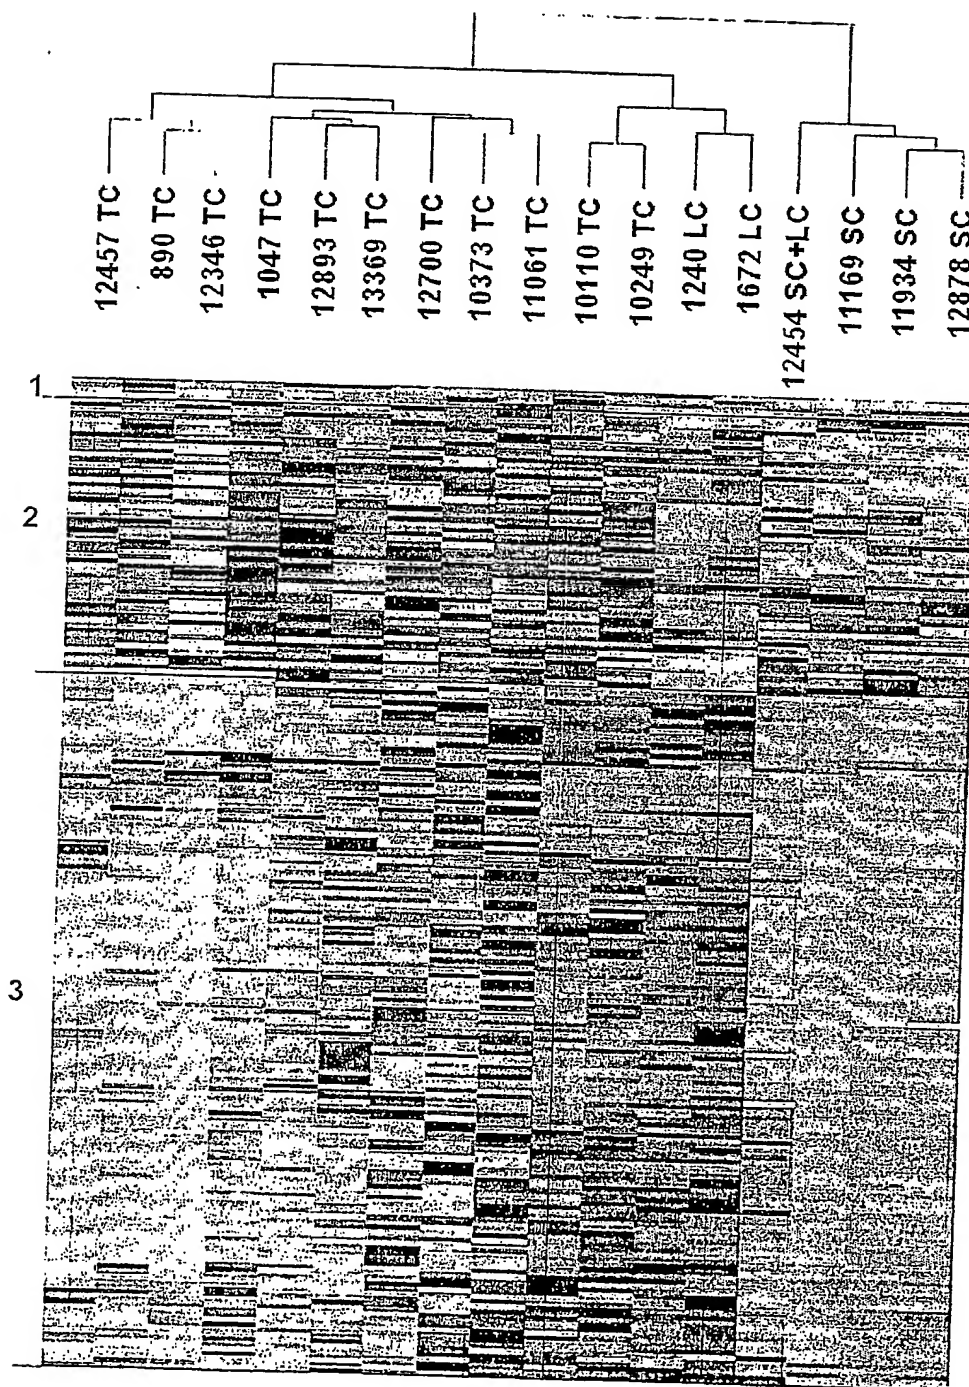 12457 TC
890 TC
12346 TC
1047 TC
12893 TC
13369 TC
12700 TC
10373 TC
11061 TC
10110 TC
10249 TC
1240 LC
1672 LC
12454 SC+LC
11169 SC
11934 SC
12878 SC
1
2
3